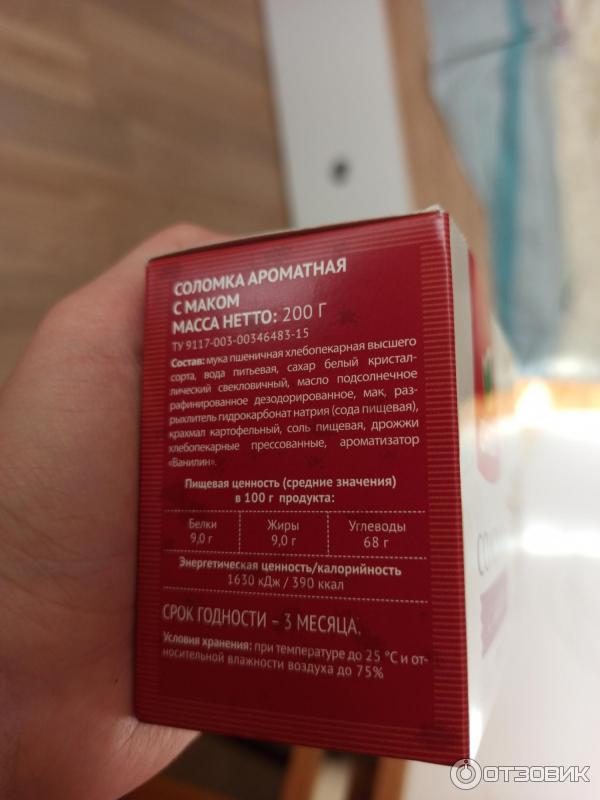 СОЛОМКА АРОМАТНАЯ
С МАКОМ
МАССА НЕТТО: 200 Г
ТУ 9117-003-00346483-15
Состав: мука пшеничная хлебопекарная высшего
сорта, вода питьевая, сахар белый кристал-
лический свекловичный, масло подсолнечное
рафинированное дезодорированное, мак, раз-
рыхлитель гидрокарбонат натрия (сода пищевая),
крахмал картофельный, соль пищевая, дрожжи
хлебопекарные прессованные, ароматизатор
«Ванилин».
Пищевая ценность (средние значения)
в 100 г продукта:
Белки Жиры Углеводы
9,0 г 9,0 г 68 г
Энергетическая ценность/калорийность
1630 кДж / 390 ккал
СРОК ГОДНОСТИ – 3 МЕСЯЦА.
Условия хранения: при температуре до 25 °С и от-
носительной влажности воздуха до 75%
ОТЗОВИК